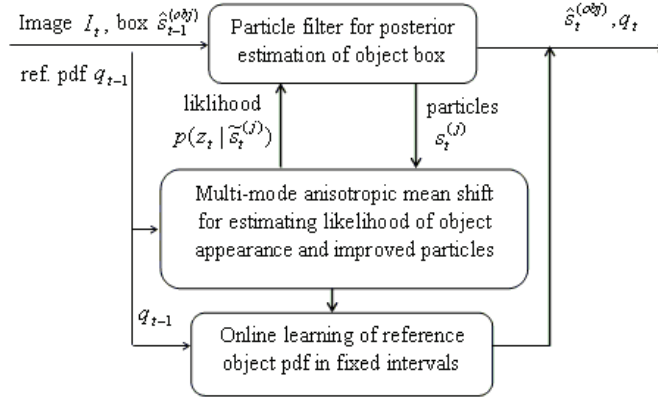 Image I_t, box ŝ_{t-1}^{(obj)}
ref. pdf q_{t-1}
Particle filter for posterior
estimation of object box
ŝ_t^{(obj)}, q_t
liklihood
p(z_t | s̃_t^{(j)})
particles
s_t^{(j)}
Multi-mode anisotropic mean shift
for estimating likelihood of object
appearance and improved particles
q_{t-1}
Online learning of reference
object pdf in fixed intervals